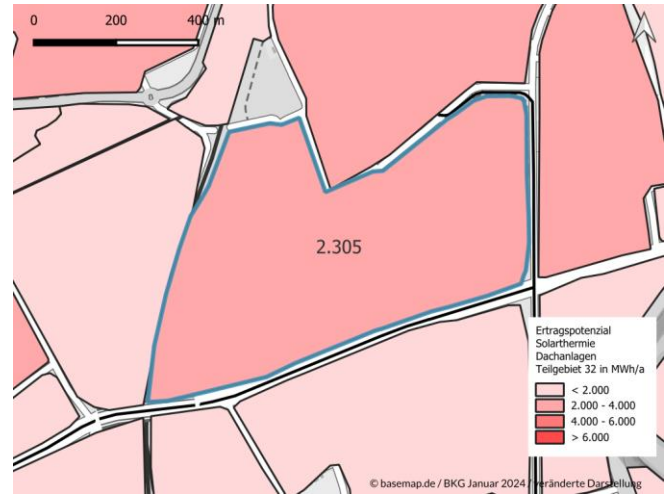 0 200 400 m
2.305
Ertragspotenzial
Solarthermie
Dachanlagen
Teilgebiet 32 in MWh/a
< 2.000
2.000 - 4.000
4.000 - 6.000
> 6.000
© basemap.de / BKG Januar 2024 / veränderte Darstellung